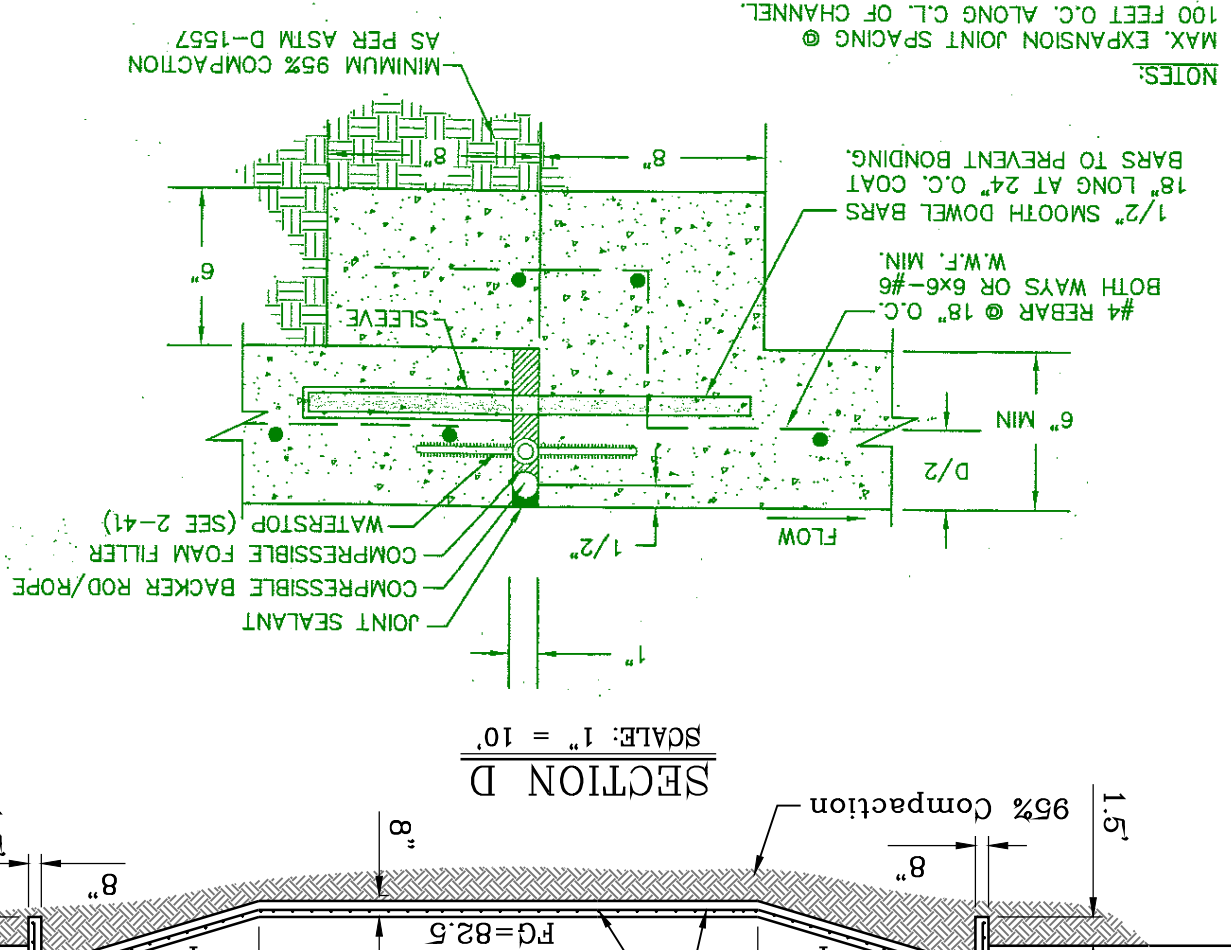 FG=82.5
8"
8"
8"
1.5'
95% Compaction
SECTION D
SCALE: 1" = 10'
1"
JOINT SEALANT
COMPRESSIBLE BACKER ROD/ROPE
COMPRESSIBLE FOAM FILLER
WATERSTOP (SEE 2-41)
FLOW
1/2"
D/2
6" MIN
SLEEVE
6"
#4 REBAR @ 18" O.C.
BOTH WAYS OR 6x6-#6
W.W.F. MIN.
1/2" SMOOTH DOWEL BARS
18" LONG AT 24" O.C. COAT
BARS TO PREVENT BONDING.
8"
8"
NOTES:
MAX. EXPANSION JOINT SPACING @
100 FEET O.C. ALONG C.L. OF CHANNEL.
MINIMUM 95% COMPACTION
AS PER ASTM D-1557